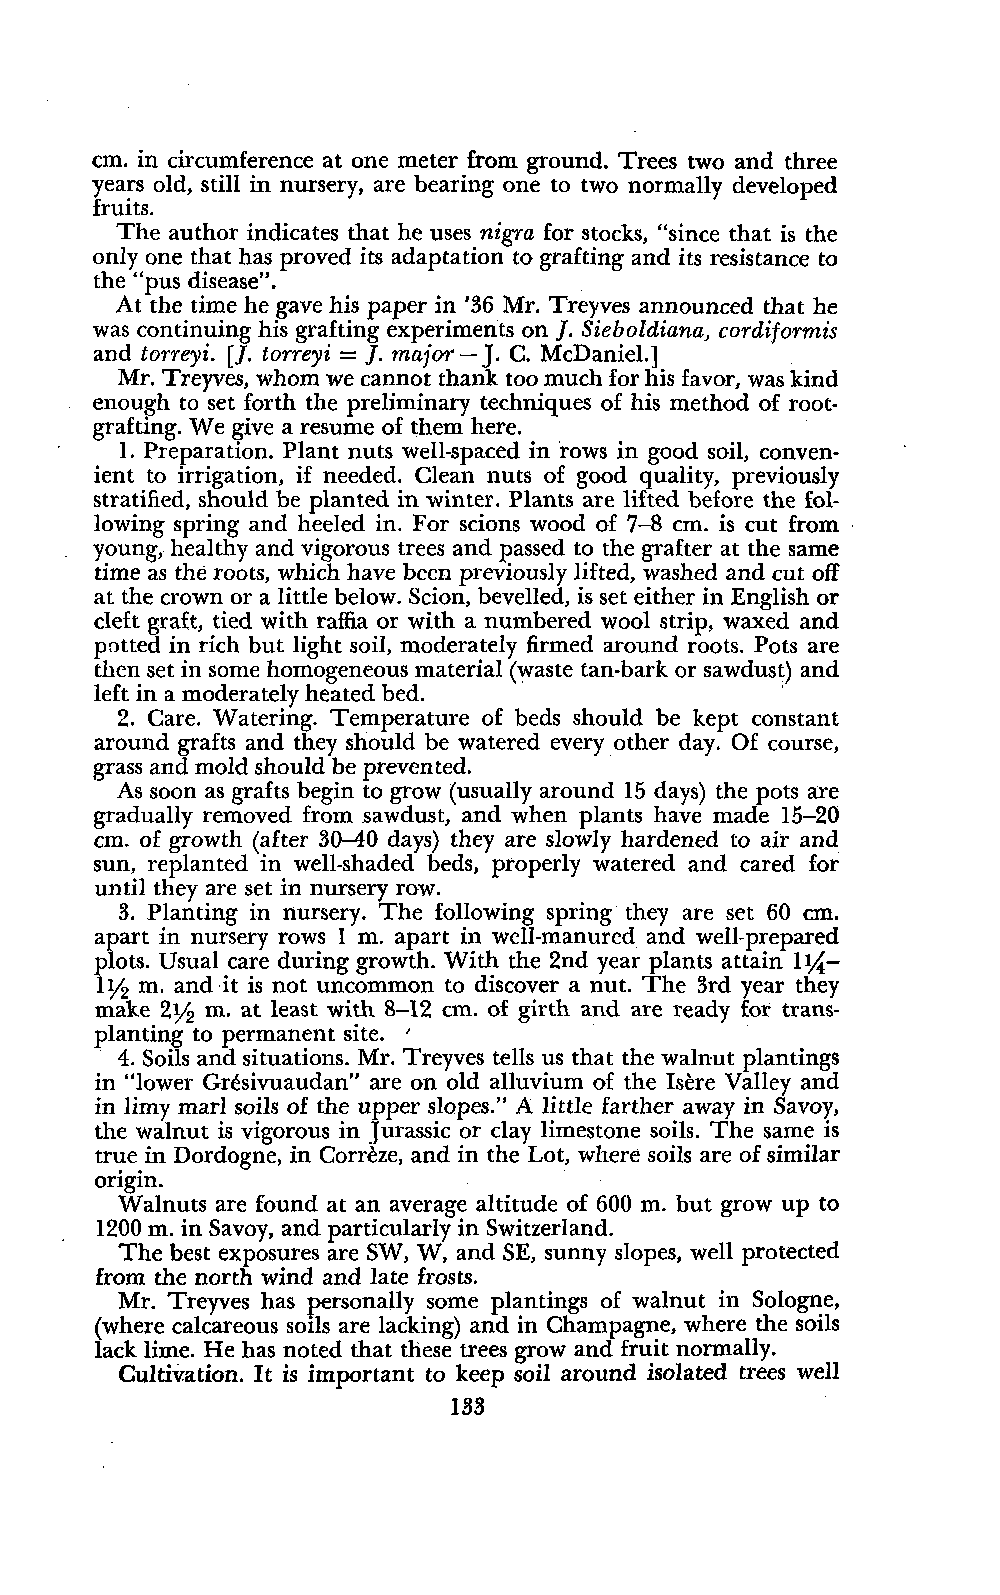 cm. in circumference at one meter from ground. Trees two and three
years old, still in nursery, are bearing one to two normally developed
fruits.
The author indicates that he uses nigra for stocks, "since that is the
only one that has proved its adaptation to grafting and its resistance to
the "pus disease".
At the time he gave his paper in '36 Mr. Treyves announced that he
was continuing his grafting experiments on J. Sieboldiana, cordiformis
and torreyi. [J. torreyi = J. major — J. C. McDaniel.]
Mr. Treyves, whom we cannot thank too much for his favor, was kind
enough to set forth the preliminary techniques of his method of root-
grafting. We give a resume of them here.
1. Preparation. Plant nuts well-spaced in rows in good soil, conven-
ient to irrigation, if needed. Clean nuts of good quality, previously
stratified, should be planted in winter. Plants are lifted before the fol-
lowing spring and heeled in. For scions wood of 7–8 cm. is cut from
young, healthy and vigorous trees and passed to the grafter at the same
time as the roots, which have been previously lifted, washed and cut off
at the crown or a little below. Scion, bevelled, is set either in English or
cleft graft, tied with raffia or with a numbered wool strip, waxed and
potted in rich but light soil, moderately firmed around roots. Pots are
then set in some homogeneous material (waste tan-bark or sawdust) and
left in a moderately heated bed.
2. Care. Watering. Temperature of beds should be kept constant
around grafts and they should be watered every other day. Of course,
grass and mold should be prevented.
As soon as grafts begin to grow (usually around 15 days) the pots are
gradually removed from sawdust, and when plants have made 15–20
cm. of growth (after 30–40 days) they are slowly hardened to air and
sun, replanted in well-shaded beds, properly watered and cared for
until they are set in nursery row.
3. Planting in nursery. The following spring they are set 60 cm.
apart in nursery rows 1 m. apart in well-manured and well-prepared
plots. Usual care during growth. With the 2nd year plants attain 1¼–
1½ m. and it is not uncommon to discover a nut. The 3rd year they
make 2½ m. at least with 8–12 cm. of girth and are ready for trans-
planting to permanent site.
4. Soils and situations. Mr. Treyves tells us that the walnut plantings
in "lower Grésivuaudan" are on old alluvium of the Isère Valley and
in limy marl soils of the upper slopes." A little farther away in Savoy,
the walnut is vigorous in Jurassic or clay limestone soils. The same is
true in Dordogne, in Corrèze, and in the Lot, where soils are of similar
origin.
Walnuts are found at an average altitude of 600 m. but grow up to
1200 m. in Savoy, and particularly in Switzerland.
The best exposures are SW, W, and SE, sunny slopes, well protected
from the north wind and late frosts.
Mr. Treyves has personally some plantings of walnut in Sologne,
(where calcareous soils are lacking) and in Champagne, where the soils
lack lime. He has noted that these trees grow and fruit normally.
Cultivation. It is important to keep soil around isolated trees well
133